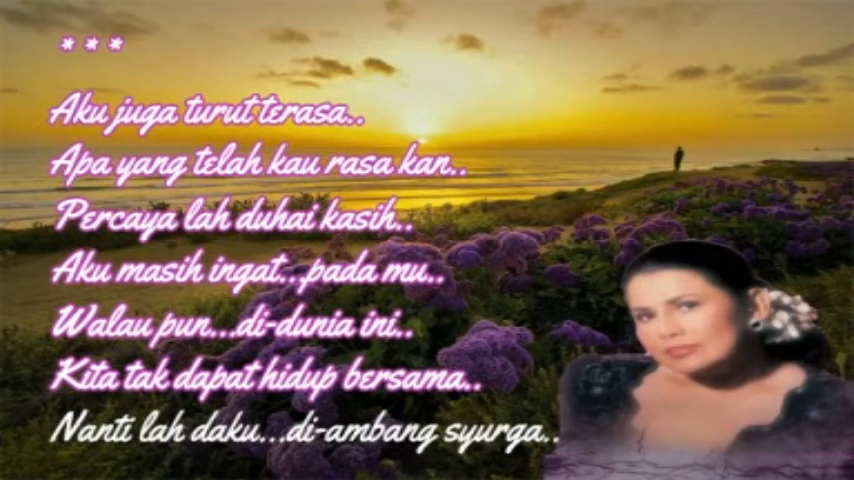 * * *
Aku juga turut terasa..
Apa yang telah kau rasa kan..
Percaya lah duhai kasih..
Aku masih ingat...pada mu..
Walau pun...di-dunia ini..
Kita tak dapat hidup bersama..
Nanti lah daku...di-ambang syurga..